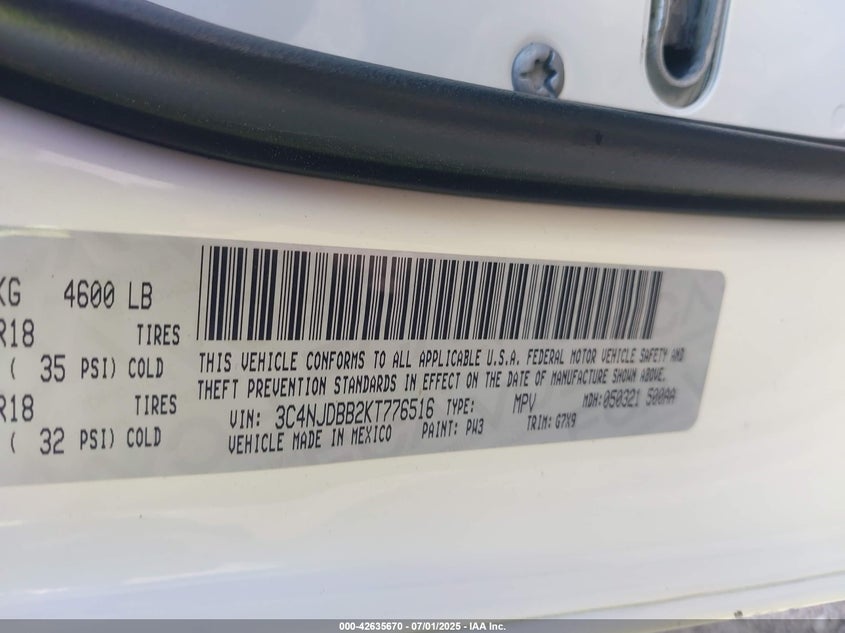 KG 4600 LB
R18 TIRES
( 35 PSI) COLD
R18 TIRES
( 32 PSI) COLD
THIS VEHICLE CONFORMS TO ALL APPLICABLE U.S.A. FEDERAL MOTOR VEHICLE SAFETY AND
THEFT PREVENTION STANDARDS IN EFFECT ON THE DATE OF MANUFACTURE SHOWN ABOVE.
VIN: 3C4NJDBB2KT776516 TYPE: MPV MDH: 050321 500AA
VEHICLE MADE IN MEXICO PAINT: PW3 TRIM: G7X9
000-42635670 / 07/01/2025 - IAA Inc.